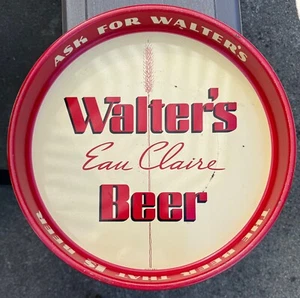 ASK FOR WALTER'S
Walter's
Eau Claire
Beer
THE BEER THAT IS BEER